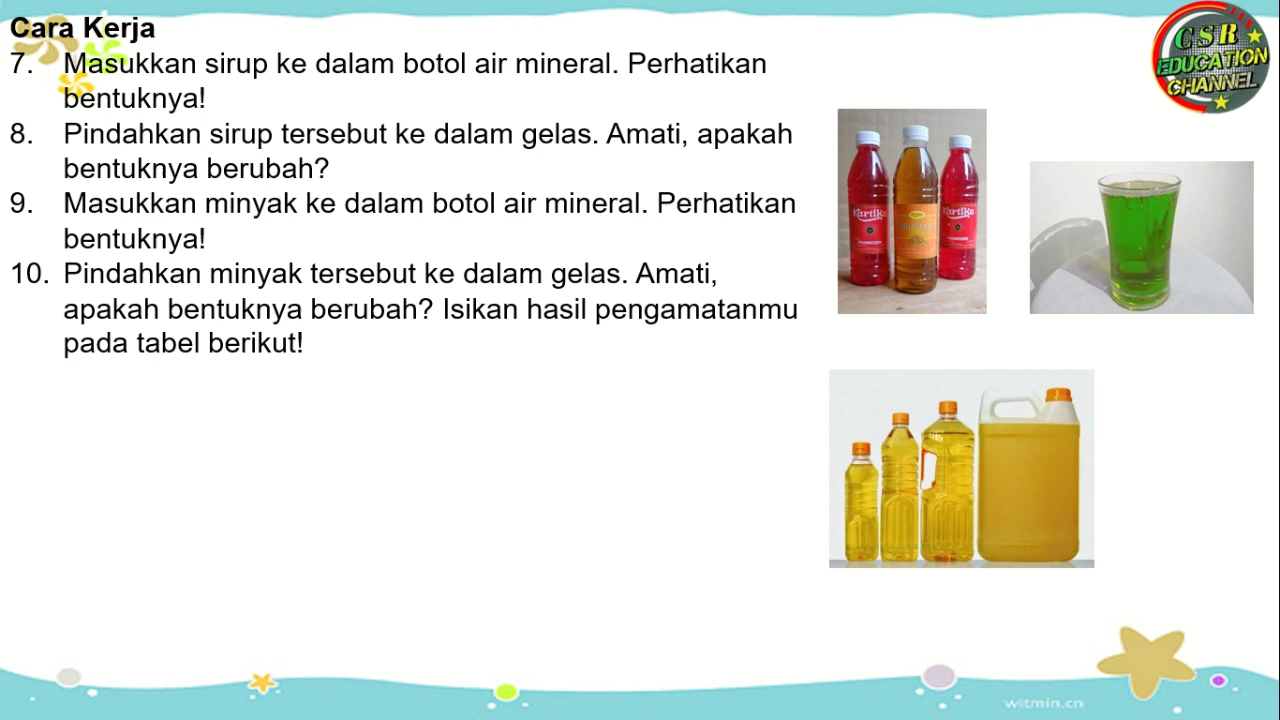 Cara Kerja
7. Masukkan sirup ke dalam botol air mineral. Perhatikan
bentuknya!
8. Pindahkan sirup tersebut ke dalam gelas. Amati, apakah
bentuknya berubah?
9. Masukkan minyak ke dalam botol air mineral. Perhatikan
bentuknya!
10. Pindahkan minyak tersebut ke dalam gelas. Amati,
apakah bentuknya berubah? Isikan hasil pengamatanmu
pada tabel berikut!
CSR
EDUCATION
CHANNEL
Kartika
Kartika
witmin.cn